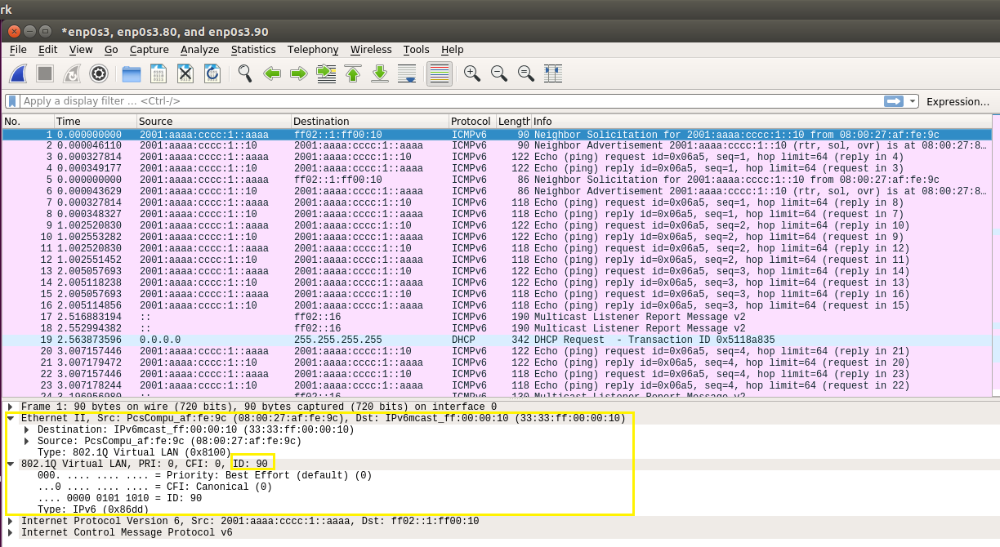 rk
*enp0s3, enp0s3.80, and enp0s3.90
File Edit View Go Capture Analyze Statistics Telephony Wireless Tools Help
Apply a display filter ... <Ctrl-/> Expression...
No. Time Source Destination Protocol Length Info
1 0.000000000 2001:aaaa:cccc:1::aaaa ff02::1:ff00:10 ICMPv6 90 Neighbor Solicitation for 2001:aaaa:cccc:1::10 from 08:00:27:af:fe:9c
2 0.000046110 2001:aaaa:cccc:1::10 2001:aaaa:cccc:1::aaaa ICMPv6 90 Neighbor Advertisement 2001:aaaa:cccc:1::10 (rtr, sol, ovr) is at 08:00:27:8...
3 0.000327814 2001:aaaa:cccc:1::aaaa 2001:aaaa:cccc:1::10 ICMPv6 122 Echo (ping) request id=0x06a5, seq=1, hop limit=64 (reply in 4)
4 0.000349177 2001:aaaa:cccc:1::10 2001:aaaa:cccc:1::aaaa ICMPv6 122 Echo (ping) reply id=0x06a5, seq=1, hop limit=64 (request in 3)
5 0.000000000 2001:aaaa:cccc:1::aaaa ff02::1:ff00:10 ICMPv6 86 Neighbor Solicitation for 2001:aaaa:cccc:1::10 from 08:00:27:af:fe:9c
6 0.000043629 2001:aaaa:cccc:1::10 2001:aaaa:cccc:1::aaaa ICMPv6 86 Neighbor Advertisement 2001:aaaa:cccc:1::10 (rtr, sol, ovr) is at 08:00:27:8...
7 0.000327814 2001:aaaa:cccc:1::aaaa 2001:aaaa:cccc:1::10 ICMPv6 118 Echo (ping) request id=0x06a5, seq=1, hop limit=64 (reply in 8)
8 0.000348327 2001:aaaa:cccc:1::10 2001:aaaa:cccc:1::aaaa ICMPv6 118 Echo (ping) reply id=0x06a5, seq=1, hop limit=64 (request in 7)
9 1.002520830 2001:aaaa:cccc:1::aaaa 2001:aaaa:cccc:1::10 ICMPv6 122 Echo (ping) request id=0x06a5, seq=2, hop limit=64 (reply in 10)
10 1.002553282 2001:aaaa:cccc:1::10 2001:aaaa:cccc:1::aaaa ICMPv6 122 Echo (ping) reply id=0x06a5, seq=2, hop limit=64 (request in 9)
11 1.002520830 2001:aaaa:cccc:1::aaaa 2001:aaaa:cccc:1::10 ICMPv6 118 Echo (ping) request id=0x06a5, seq=2, hop limit=64 (reply in 12)
12 1.002551452 2001:aaaa:cccc:1::10 2001:aaaa:cccc:1::aaaa ICMPv6 118 Echo (ping) reply id=0x06a5, seq=2, hop limit=64 (request in 11)
13 2.005057693 2001:aaaa:cccc:1::aaaa 2001:aaaa:cccc:1::10 ICMPv6 122 Echo (ping) request id=0x06a5, seq=3, hop limit=64 (reply in 14)
14 2.005118238 2001:aaaa:cccc:1::10 2001:aaaa:cccc:1::aaaa ICMPv6 122 Echo (ping) reply id=0x06a5, seq=3, hop limit=64 (request in 13)
15 2.005057693 2001:aaaa:cccc:1::aaaa 2001:aaaa:cccc:1::10 ICMPv6 118 Echo (ping) request id=0x06a5, seq=3, hop limit=64 (reply in 16)
16 2.005114856 2001:aaaa:cccc:1::10 2001:aaaa:cccc:1::aaaa ICMPv6 118 Echo (ping) reply id=0x06a5, seq=3, hop limit=64 (request in 15)
17 2.516883194 :: ff02::16 ICMPv6 190 Multicast Listener Report Message v2
18 2.552994382 :: ff02::16 ICMPv6 190 Multicast Listener Report Message v2
19 2.563873596 0.0.0.0 255.255.255.255 DHCP 342 DHCP Request - Transaction ID 0x5118a835
20 3.007157446 2001:aaaa:cccc:1::aaaa 2001:aaaa:cccc:1::10 ICMPv6 122 Echo (ping) request id=0x06a5, seq=4, hop limit=64 (reply in 21)
21 3.007179472 2001:aaaa:cccc:1::10 2001:aaaa:cccc:1::aaaa ICMPv6 122 Echo (ping) reply id=0x06a5, seq=4, hop limit=64 (request in 20)
22 3.007157446 2001:aaaa:cccc:1::aaaa 2001:aaaa:cccc:1::10 ICMPv6 118 Echo (ping) request id=0x06a5, seq=4, hop limit=64 (reply in 23)
23 3.007178244 2001:aaaa:cccc:1::10 2001:aaaa:cccc:1::aaaa ICMPv6 118 Echo (ping) reply id=0x06a5, seq=4, hop limit=64 (request in 22)
24 3.196956980 :: ff02::16 ICMPv6 130 Multicast Listener Report Message v2
Frame 1: 90 bytes on wire (720 bits), 90 bytes captured (720 bits) on interface 0
Ethernet II, Src: PcsCompu_af:fe:9c (08:00:27:af:fe:9c), Dst: IPv6mcast_ff:00:00:10 (33:33:ff:00:00:10)
Destination: IPv6mcast_ff:00:00:10 (33:33:ff:00:00:10)
Source: PcsCompu_af:fe:9c (08:00:27:af:fe:9c)
Type: 802.1Q Virtual LAN (0x8100)
802.1Q Virtual LAN, PRI: 0, CFI: 0, ID: 90
000. .... .... .... = Priority: Best Effort (default) (0)
...0 .... .... .... = CFI: Canonical (0)
.... 0000 0101 1010 = ID: 90
Type: IPv6 (0x86dd)
Internet Protocol Version 6, Src: 2001:aaaa:cccc:1::aaaa, Dst: ff02::1:ff00:10
Internet Control Message Protocol v6